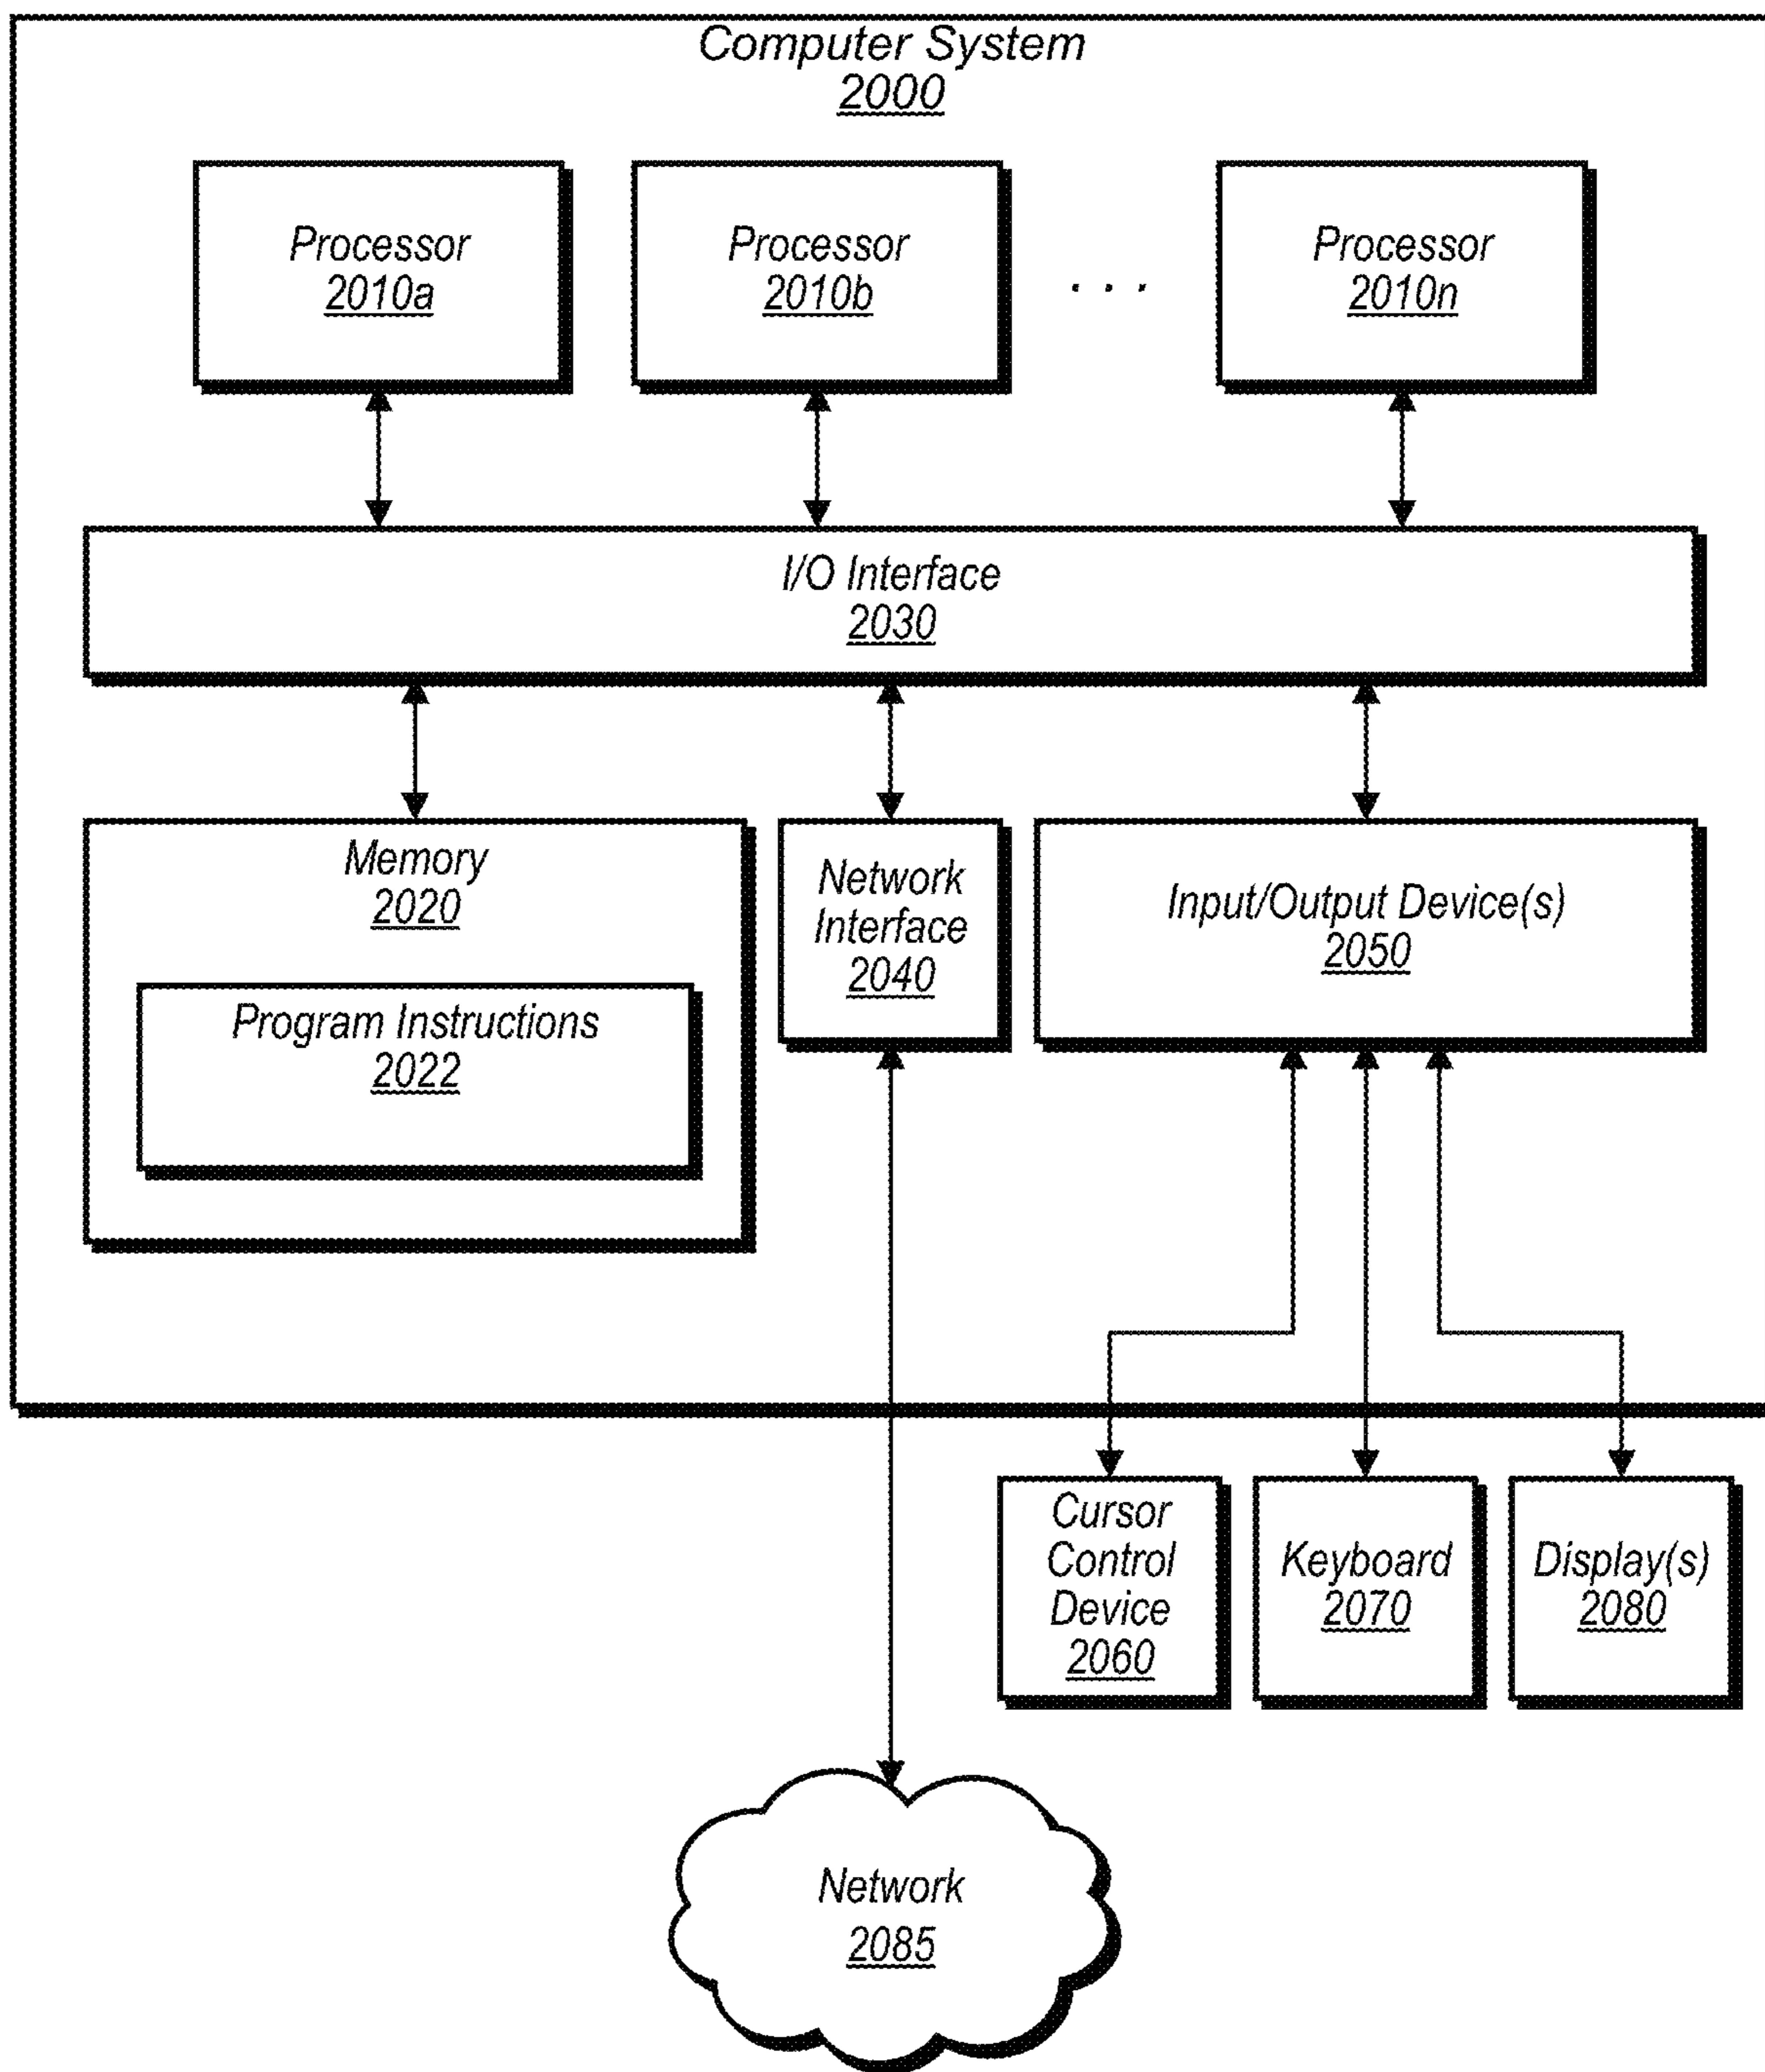 Computer System
2000
Processor
2010a
Processor
2010b
. . .
Processor
2010n
I/O Interface
2030
Memory
2020
Program Instructions
2022
Network
Interface
2040
Input/Output Device(s)
2050
Cursor
Control
Device
2060
Keyboard
2070
Display(s)
2080
Network
2085